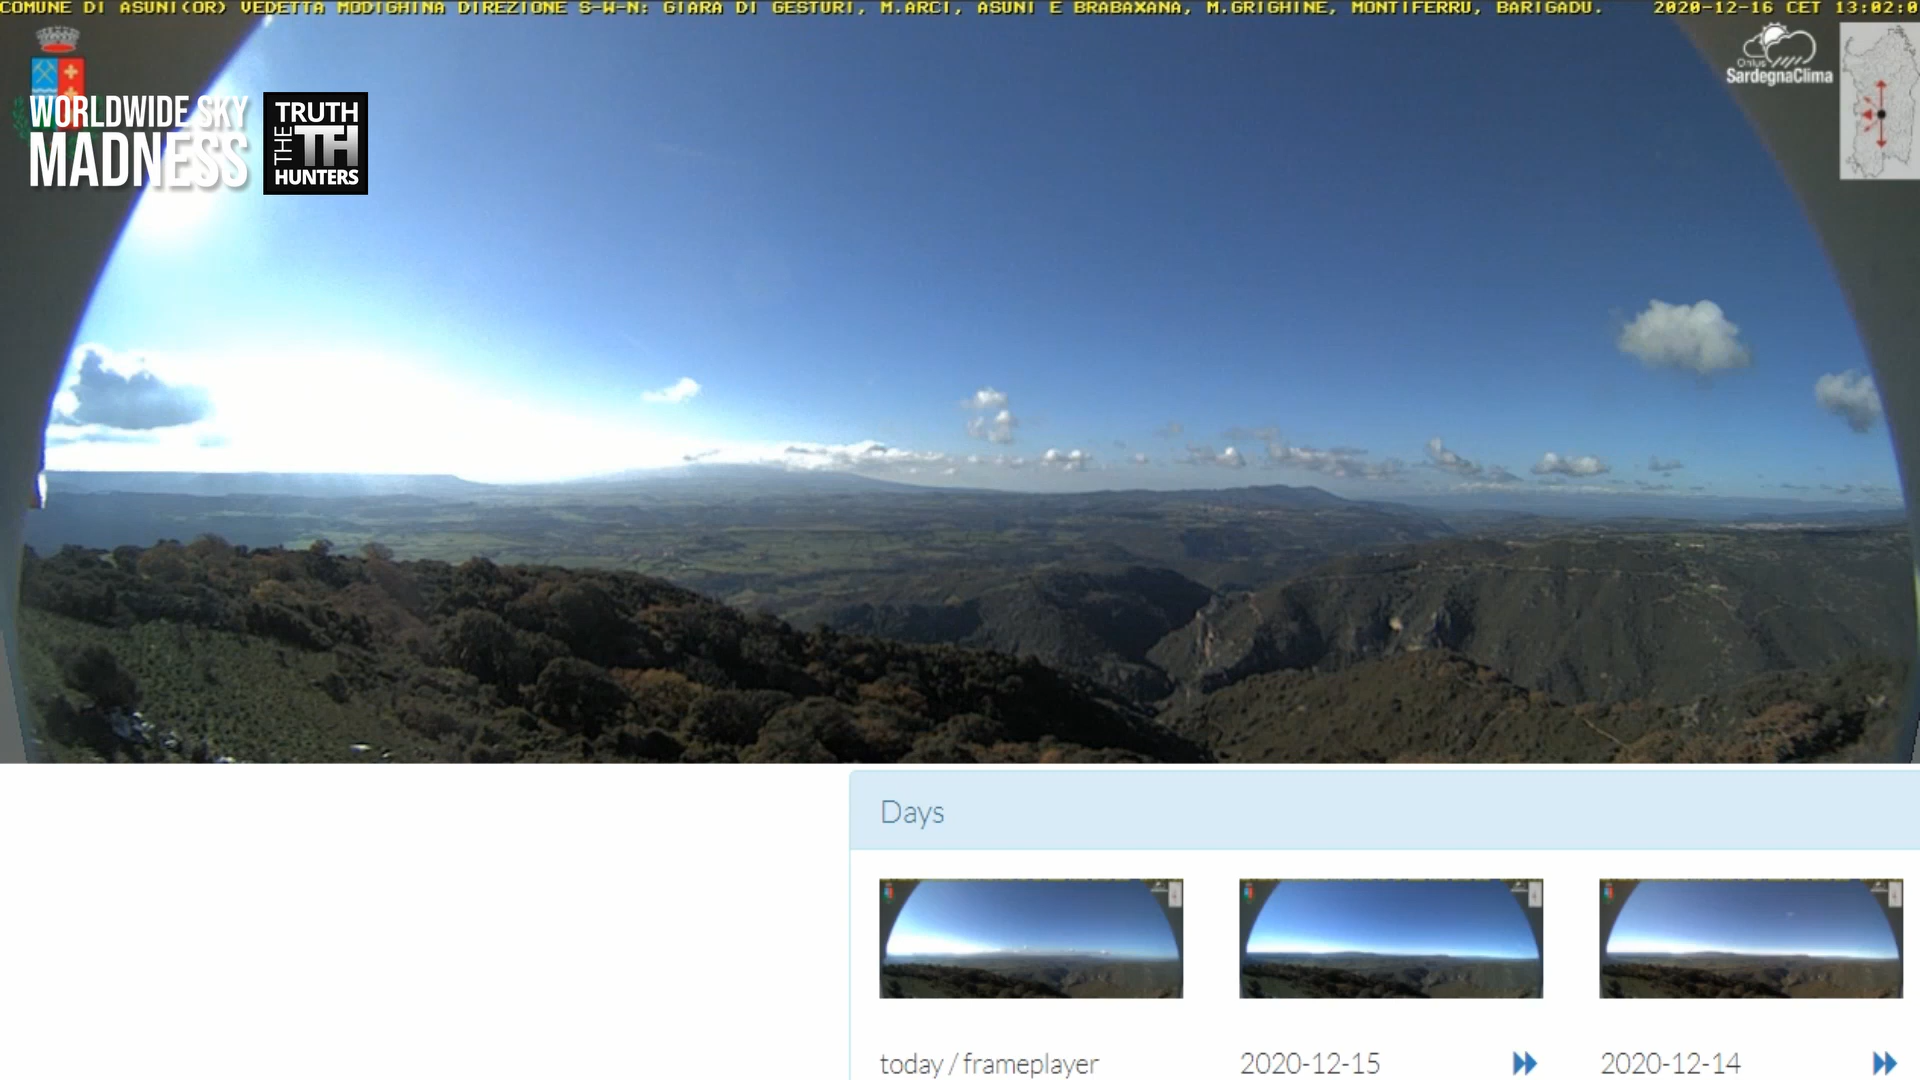 COMUNE DI ASUNI(OR) VEDETTA MODIGHINA DIREZIONE S-W-N: GIARA DI GESTURI, M.ARCI, ASUNI E BRABAXANA, M.GRIGHINE, MONTIFERRU, BARIGADU. 2020-12-16 CET 13:02:0
Onlus
SardegnaClima
WORLDWIDE SKY
MADNESS
TRUTH
THE TH
HUNTERS
Days
today / frameplayer
2020-12-15
2020-12-14